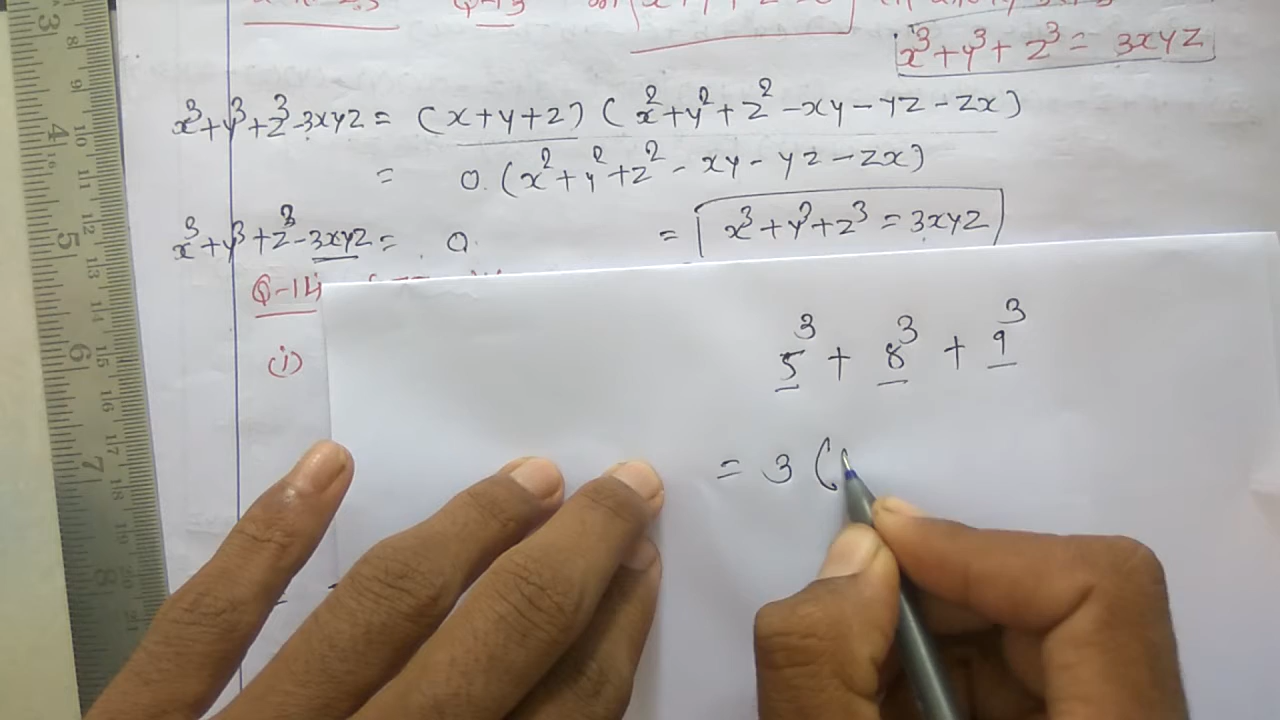 x³+y³+z³ = 3xyz
x³+y³+z³-3xyz = (x+y+z) (x²+y²+z²-xy-yz-zx)
= 0.(x²+y²+z²-xy-yz-zx)
x³+y³+z³-3xyz = 0 = x³+y³+z³ = 3xyz
Q-14
(i)
5³ + 8³ + 9³
= 3 (